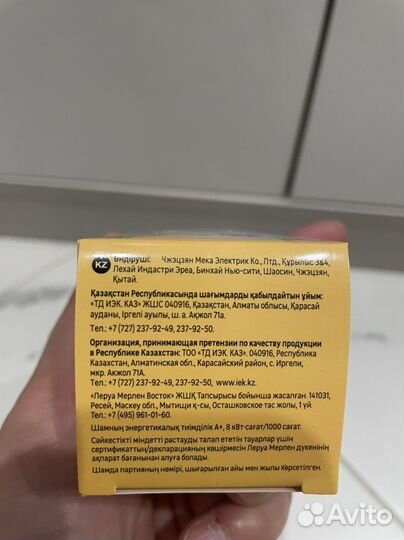 KZ
Өндіруші: Чжэцзян Мека Электрик Ко., Лтд., Құрылыс 3&4,
Лехай Индастри Эреа, Бинхай Нью-сити, Шаосин, Чжэцзян,
Қытай.
Қазақстан Республикасында шағымдарды қабылдайтын ұйым:
«ТД ИЭК. КАЗ» ЖШС 040916, Қазақстан, Алматы облысы, Қарасай
ауданы, Іргелі ауылы, ш. а. Ақжол 71а.
Тел.: +7 (727) 237-92-49, 237-92-50.
Организация, принимающая претензии по качеству продукции
в Республике Казахстан: ТОО «ТД ИЭК. КАЗ». 040916, Республика
Казахстан, Алматинская обл., Карасайский район, с. Иргели,
мкр. Акжол 71А.
Тел.: +7 (727) 237-92-49, 237-92-50, www.iek.kz.
«Леруа Мерлен Восток» ЖШҚ Тапсырысы бойынша жасалған. 141031,
Ресей, Мәскеу обл., Мытищи қ-сы, Осташковское тас жолы, 1 үй.
Тел.: +7 (495) 961-01-60.
Шамның энергетикалық тиімділік А+, 8 кВт-сағат/1000 сағат.
Сәйкестікті міндетті растауды талап ететін тауарлар үшін
сертификаттың/декларацияның көшірмесін Леруа Мерлен дүкенінің
ақпарат бағанынан алуға болады.
Шамда партияның нөмірі, шығарылған айы мен жылы көрсетілген.
Avito